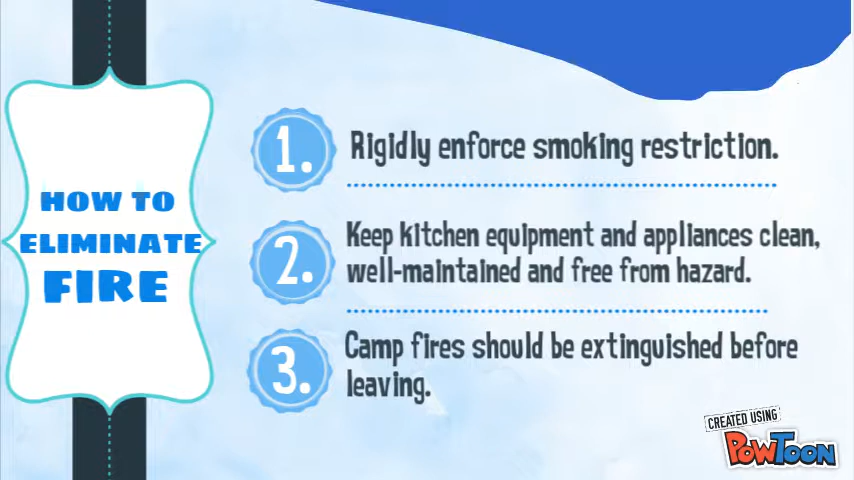 HOW TO
ELIMINATE
FIRE
1. Rigidly enforce smoking restriction.
2. Keep kitchen equipment and appliances clean,
well-maintained and free from hazard.
3. Camp fires should be extinguished before
leaving.
CREATED USING
POWTOON